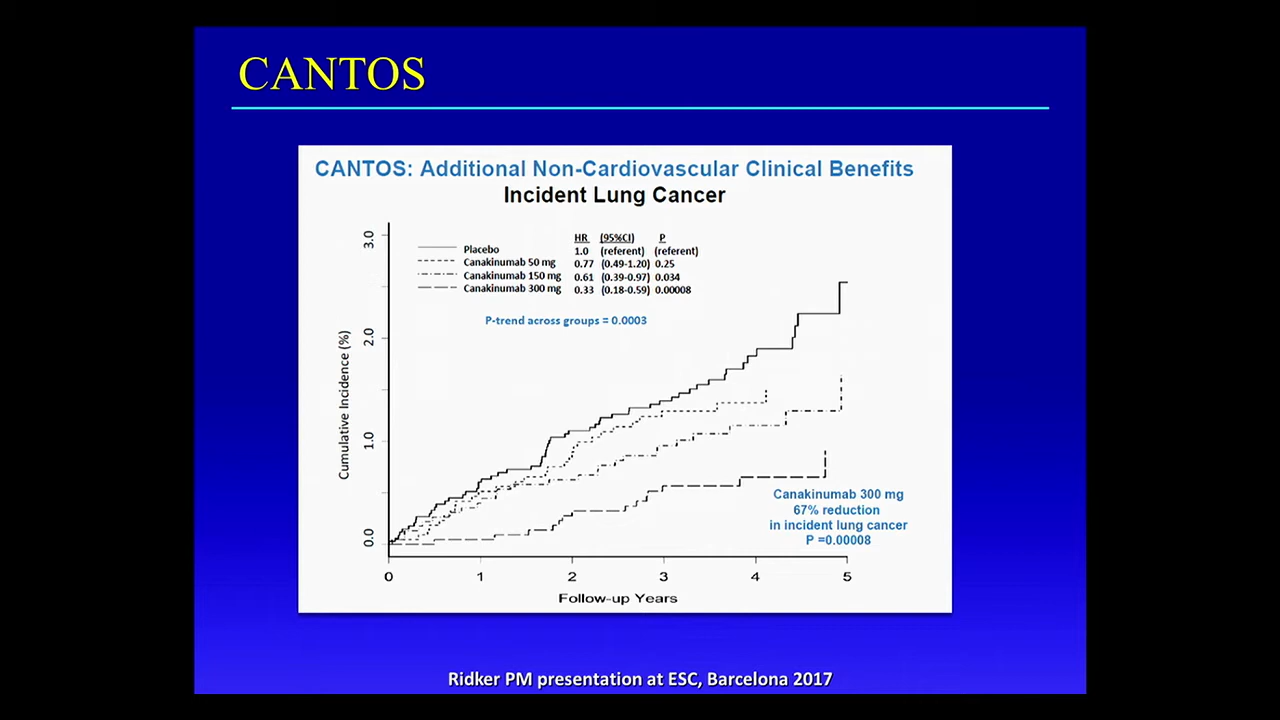 CANTOS
CANTOS: Additional Non-Cardiovascular Clinical Benefits
Incident Lung Cancer
HR (95%CI) P
Placebo 1.0 (referent) (referent)
Canakinumab 50 mg 0.77 (0.49-1.20) 0.25
Canakinumab 150 mg 0.61 (0.39-0.97) 0.034
Canakinumab 300 mg 0.33 (0.18-0.59) 0.00008
P-trend across groups = 0.0003
Cumulative Incidence (%)
3.0
2.0
1.0
0.0
Canakinumab 300 mg
67% reduction
in incident lung cancer
P =0.00008
0 1 2 3 4 5
Follow-up Years
Ridker PM presentation at ESC, Barcelona 2017